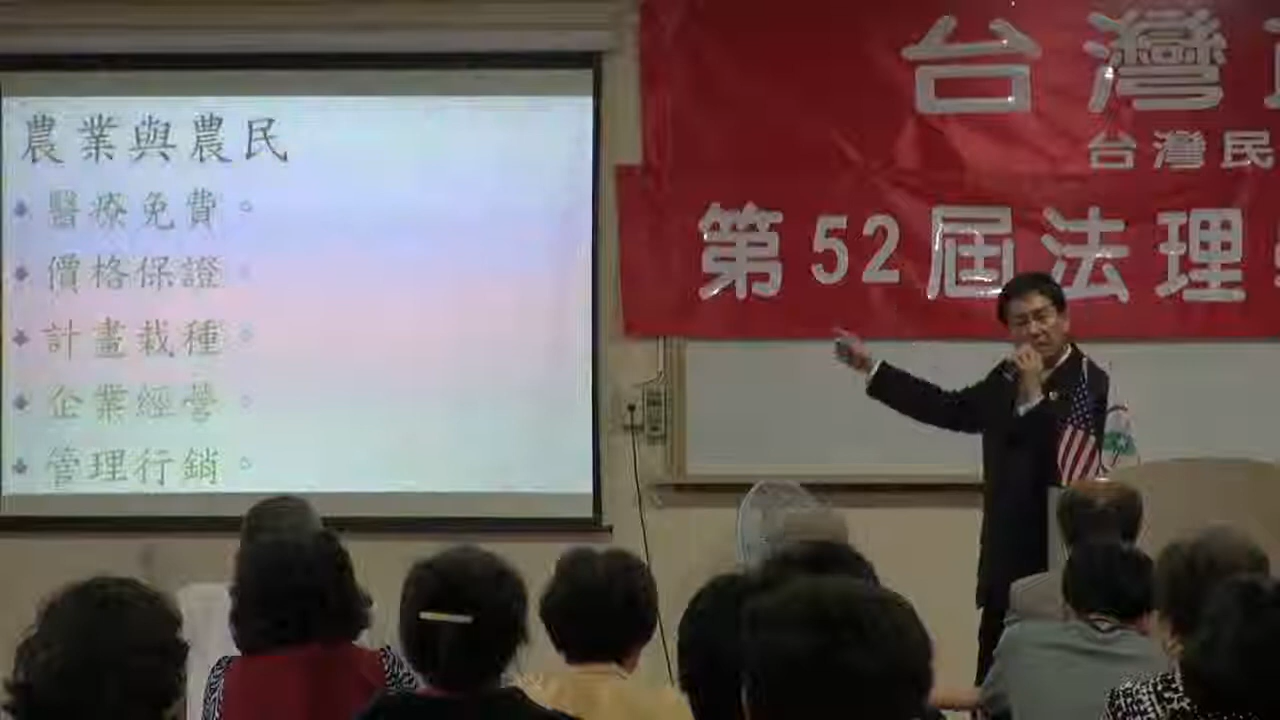 農業與農民
醫療免費。
價格保證。
計畫栽種。
企業經營。
管理行銷。
台灣
台灣民
第52屆法理